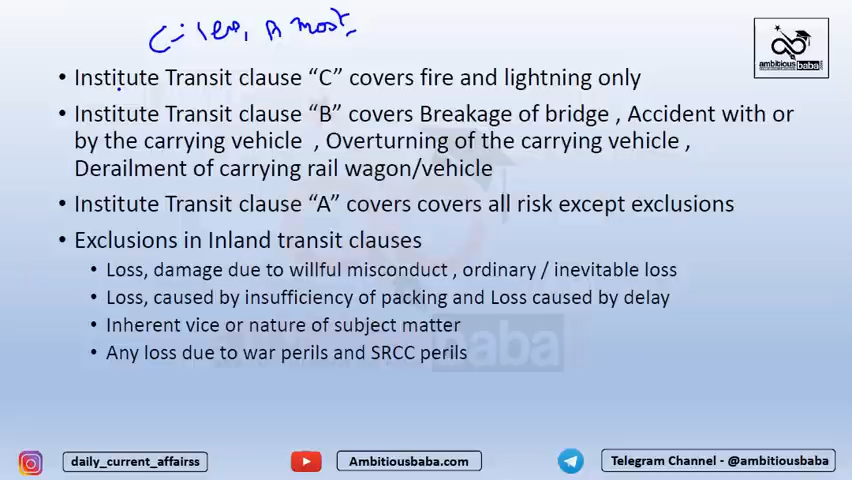 C - less, A most
• Institute Transit clause “C” covers fire and lightning only
• Institute Transit clause “B” covers Breakage of bridge , Accident with or
by the carrying vehicle , Overturning of the carrying vehicle ,
Derailment of carrying rail wagon/vehicle
• Institute Transit clause “A” covers covers all risk except exclusions
• Exclusions in Inland transit clauses
• Loss, damage due to willful misconduct , ordinary / inevitable loss
• Loss, caused by insufficiency of packing and Loss caused by delay
• Inherent vice or nature of subject matter
• Any loss due to war perils and SRCC perils
ambitiousbaba
baba
daily_current_affairss
Ambitiousbaba.com
Telegram Channel - @ambitiousbaba